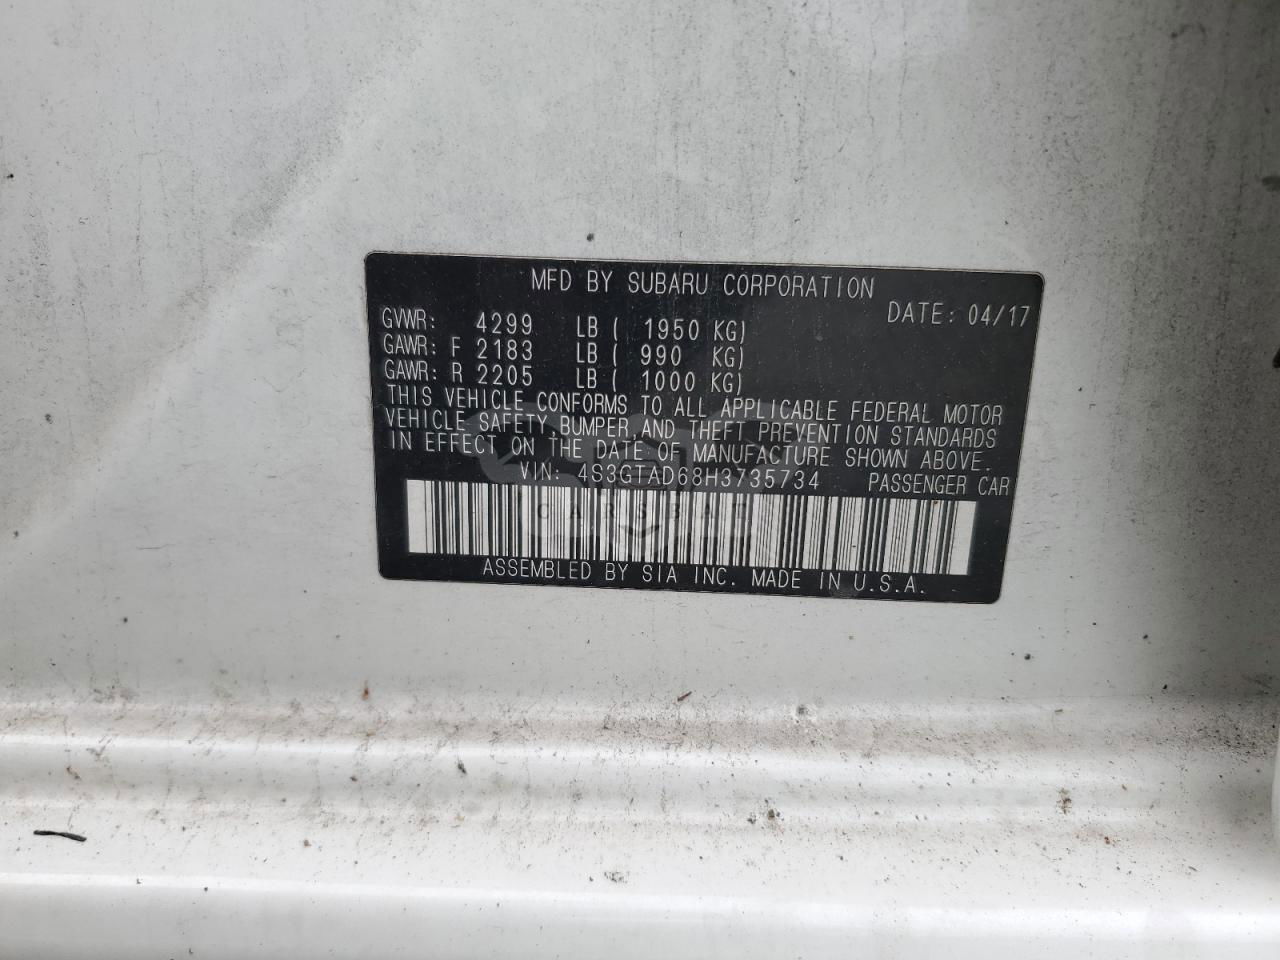 MFD BY SUBARU CORPORATION
DATE: 04/17
GVWR: 4299 LB ( 1950 KG)
GAWR: F 2183 LB ( 990 KG)
GAWR: R 2205 LB ( 1000 KG)
THIS VEHICLE CONFORMS TO ALL APPLICABLE FEDERAL MOTOR
VEHICLE SAFETY,BUMPER,AND THEFT PREVENTION STANDARDS
IN EFFECT ON THE DATE OF MANUFACTURE SHOWN ABOVE.
VIN: 4S3GTAD68H3735734 PASSENGER CAR
CARSBAT
ASSEMBLED BY SIA INC. MADE IN U.S.A.